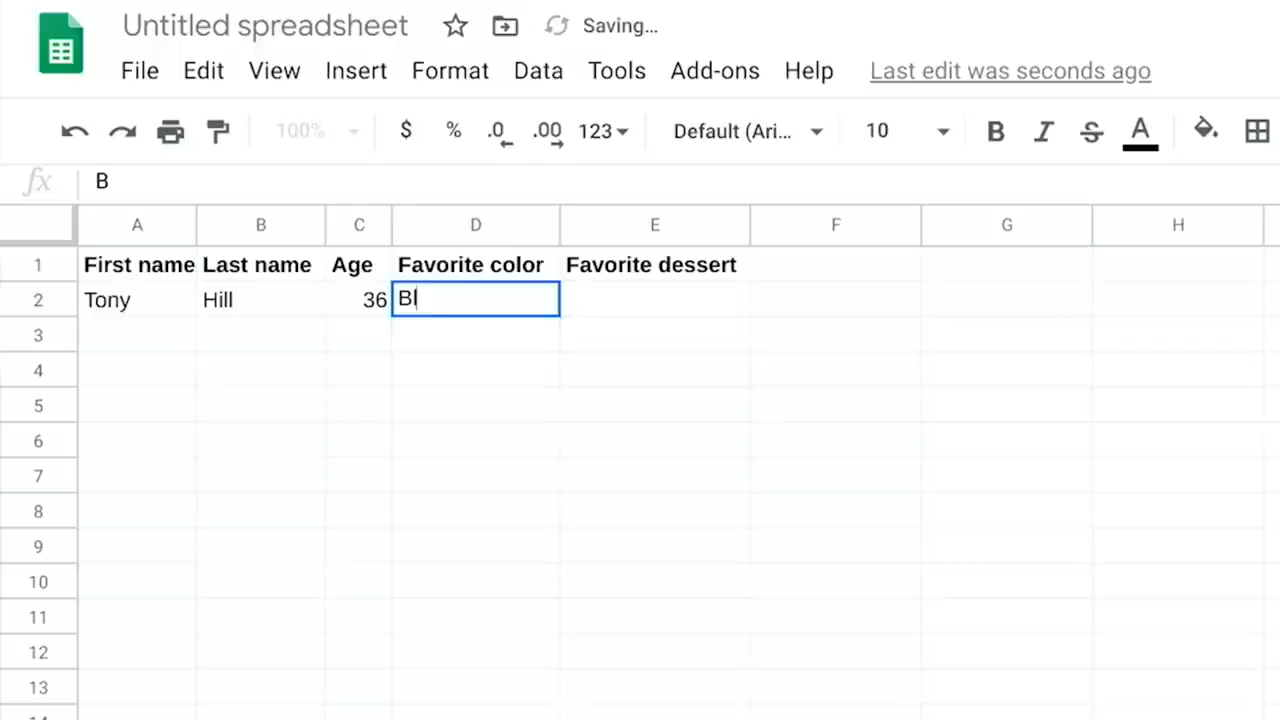 Untitled spreadsheet Saving...
File Edit View Insert Format Data Tools Add-ons Help Last edit was seconds ago
100% $ % .0 .00 123 Default (Ari... 10 B I S A
fx B
A B C D E F G H
1 First name Last name Age Favorite color Favorite dessert
2 Tony Hill 36 B
3
4
5
6
7
8
9
10
11
12
13
14